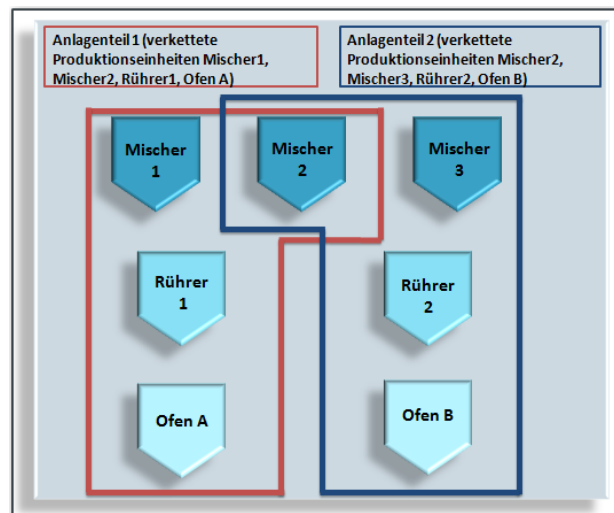 Anlagenteil 1 (verkettete
Produktionseinheiten Mischer1,
Mischer2, Rührer1, Ofen A)
Anlagenteil 2 (verkettete
Produktionseinheiten Mischer2,
Mischer3, Rührer2, Ofen B)
Mischer
1
Mischer
2
Mischer
3
Rührer
1
Rührer
2
Ofen A
Ofen B